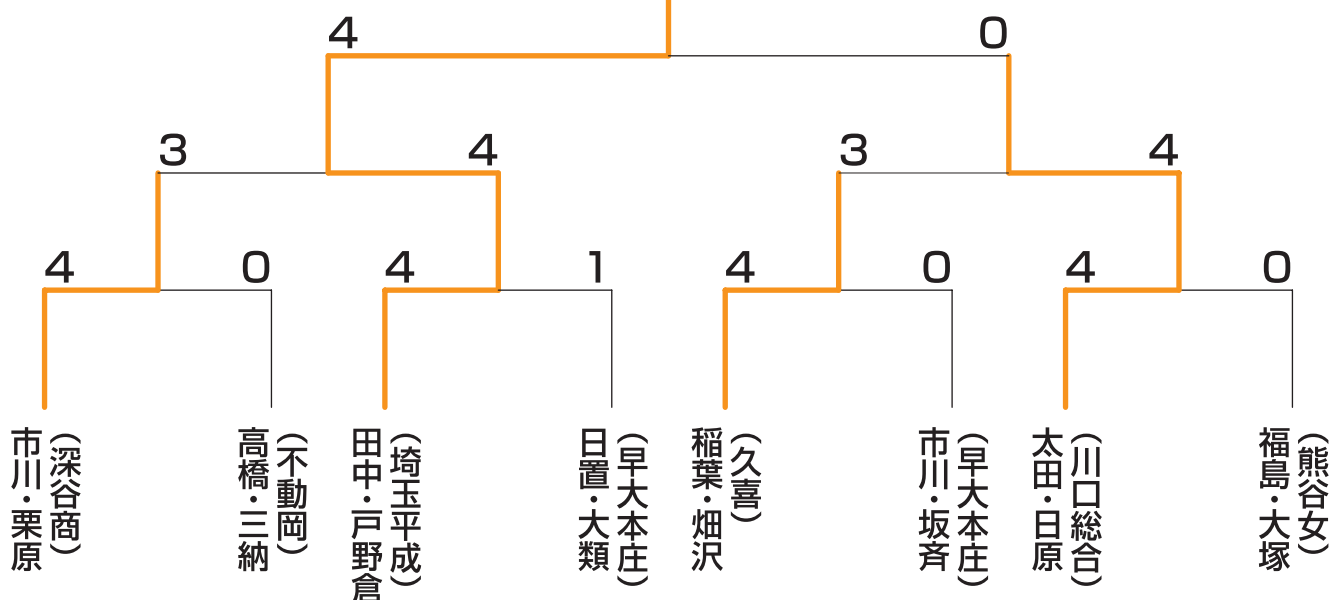 4
0
3
4
3
4
4
0
4
1
4
0
4
0
市川・栗原
（深谷商）
高橋・三納
（不動岡）
田中・戸野倉
（埼玉平成）
日置・大類
（早大本庄）
稲葉・畑沢
（久喜）
市川・坂斉
（早大本庄）
太田・日原
（川口総合）
福島・大塚
（熊谷女）